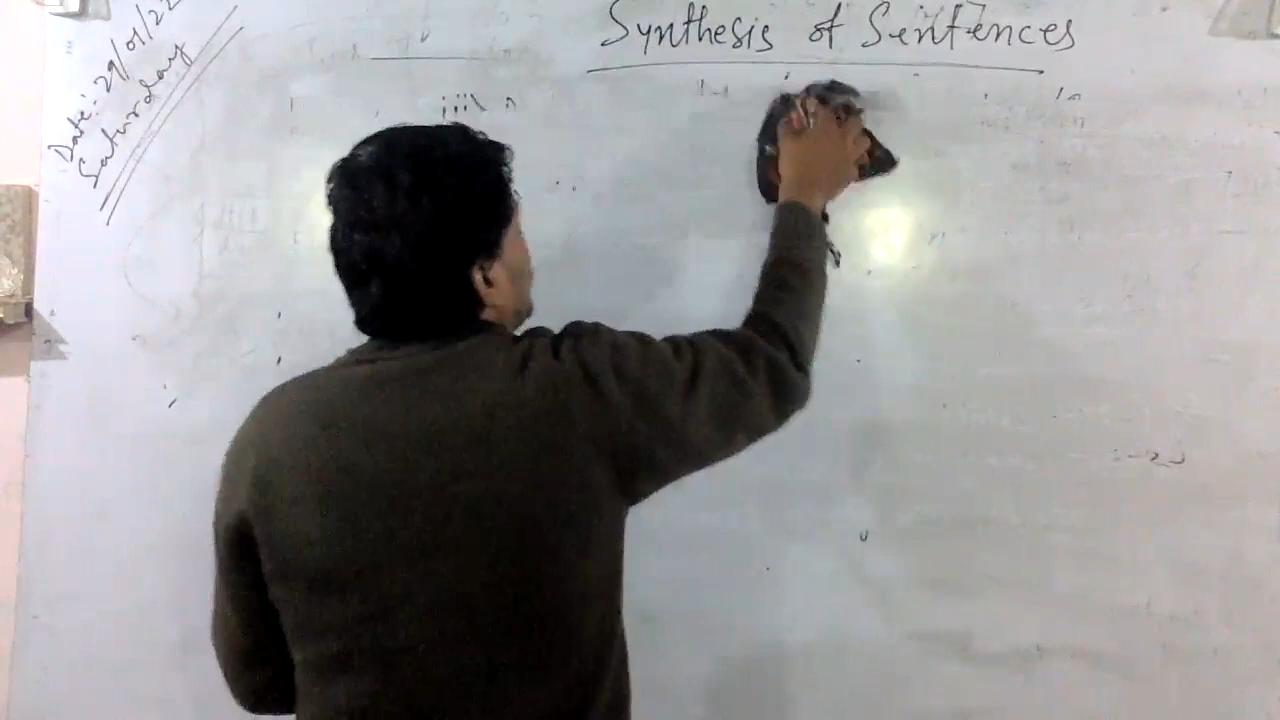 Date: 29/01/22
Saturday
Synthesis of Sentences